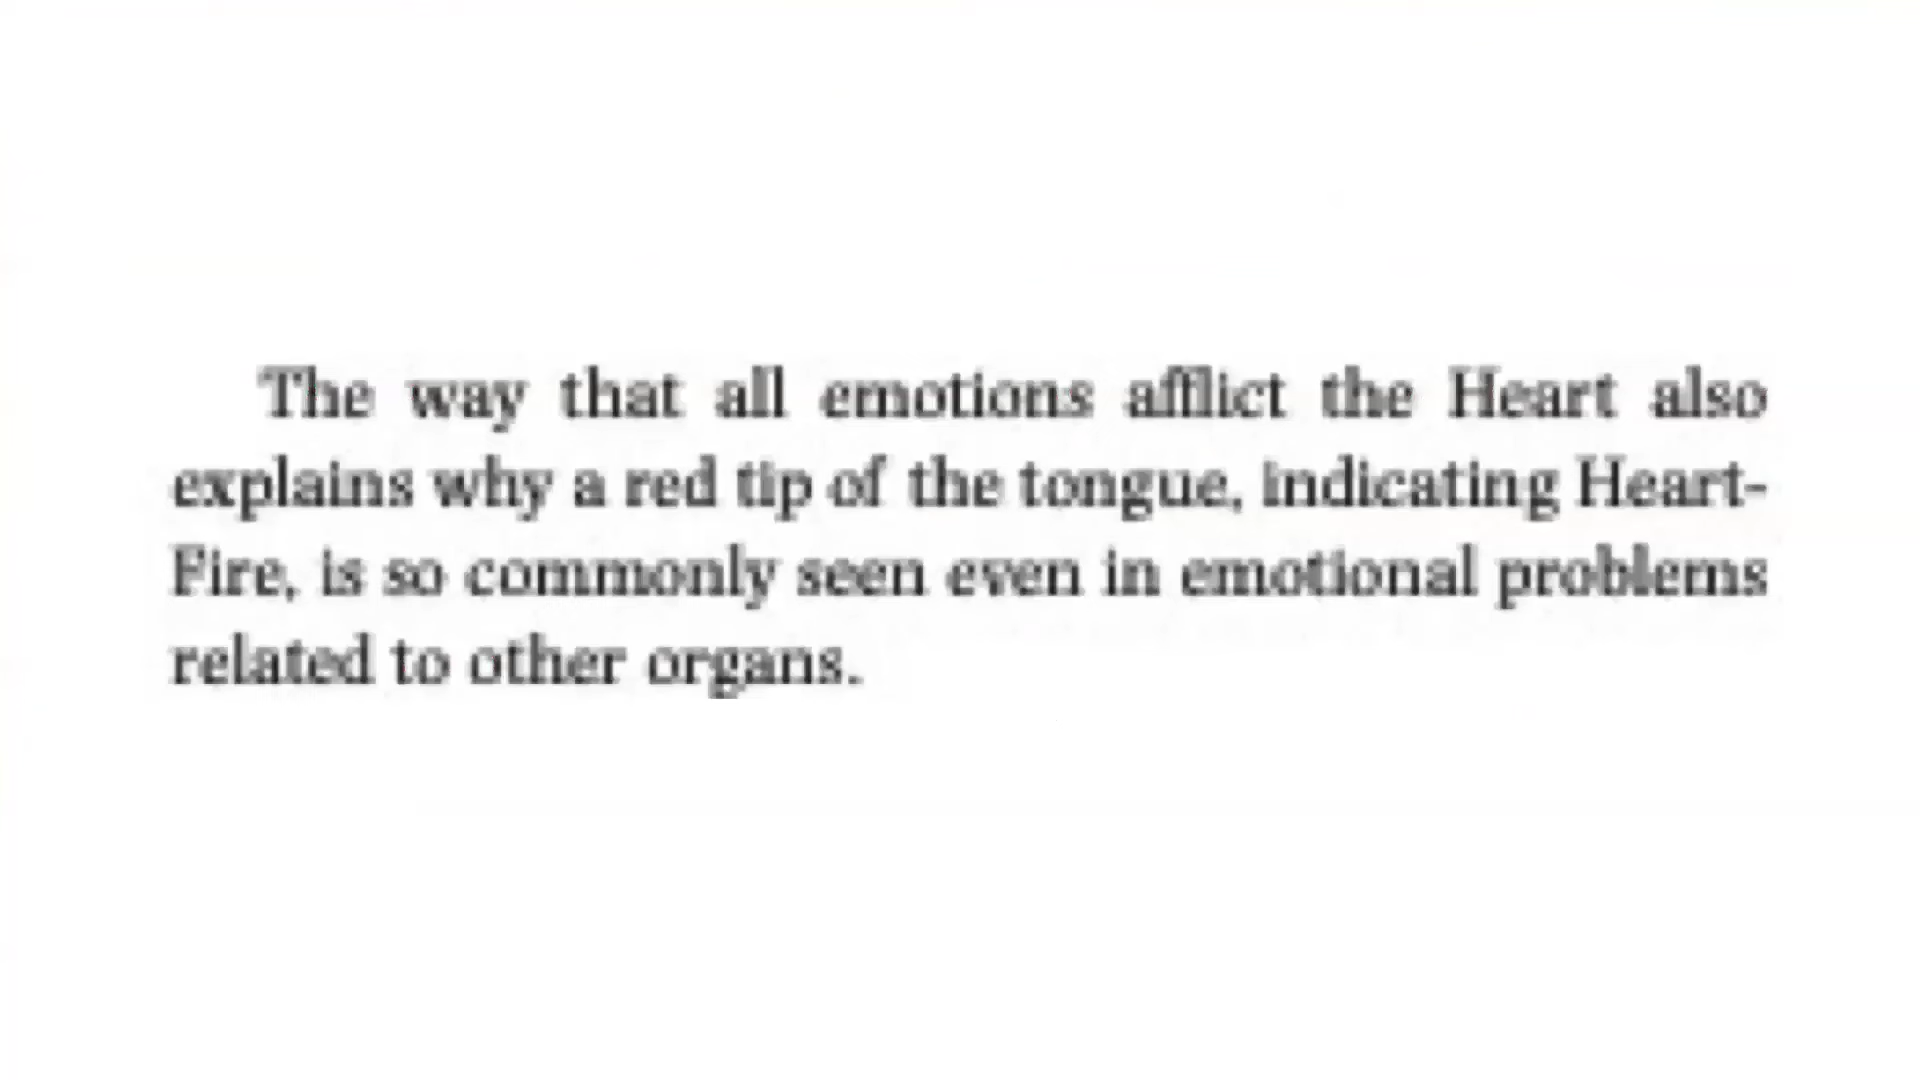 The way that all emotions afflict the Heart also
explains why a red tip of the tongue, indicating Heart-
Fire, is so commonly seen even in emotional problems
related to other organs.